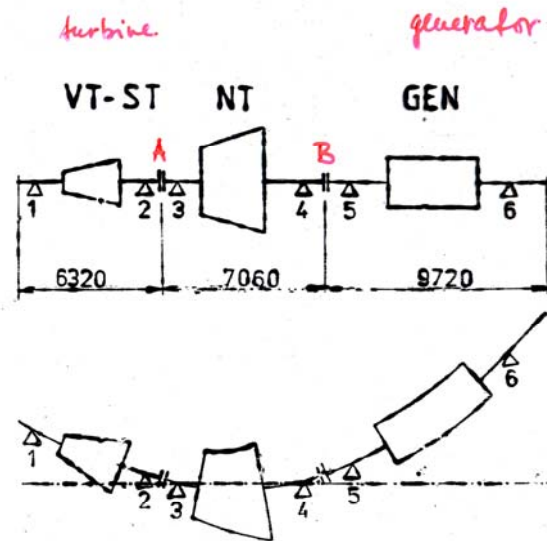 turbine generator
VT-ST NT GEN
A B
1 2 3 4 5 6
6320 7060 9720
1 2 3 4 5 6